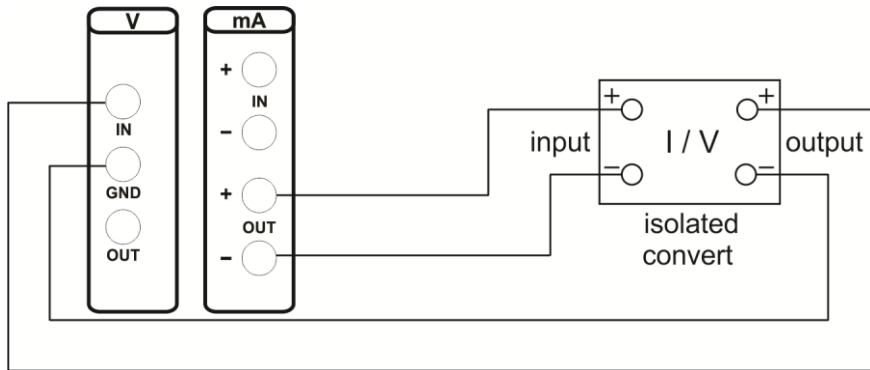 V
IN
GND
OUT
mA
+
IN
-
+
OUT
-
input
+
-
I / V
+
-
output
isolated
convert